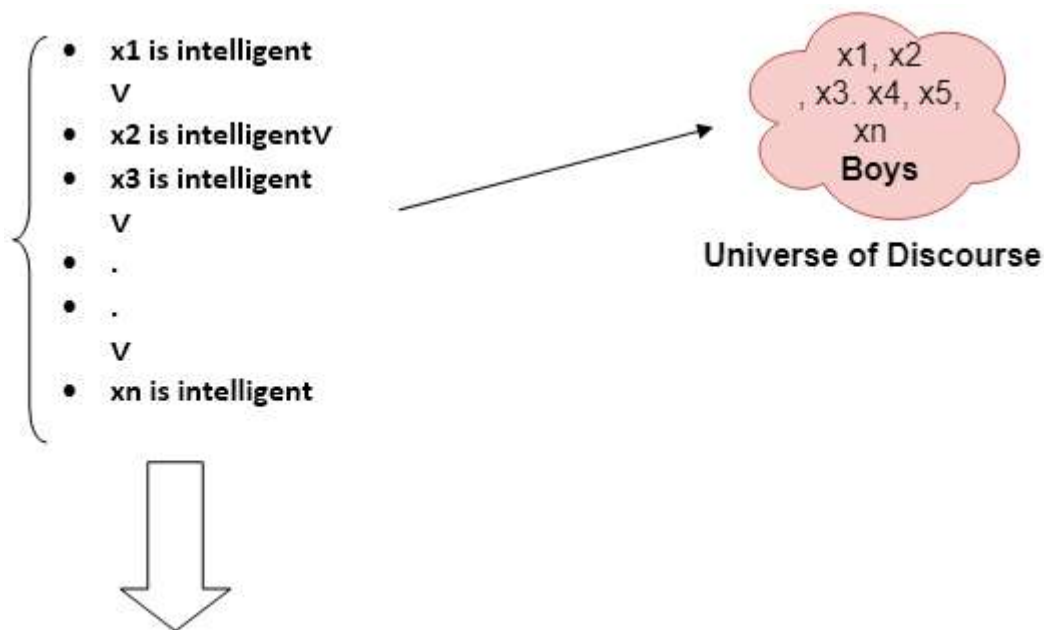 • x1 is intelligent
∨
• x2 is intelligent∨
• x3 is intelligent
∨
• .
• .
∨
• xn is intelligent
x1, x2
, x3. x4, x5,
xn
Boys
Universe of Discourse